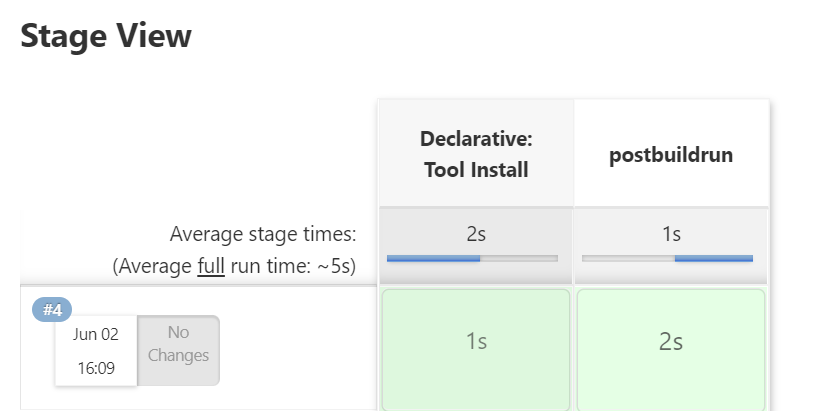 Stage View
Declarative:
Tool Install
postbuildrun
Average stage times:
(Average full run time: ~5s)
2s
1s
#4
Jun 02
16:09
No
Changes
1s
2s